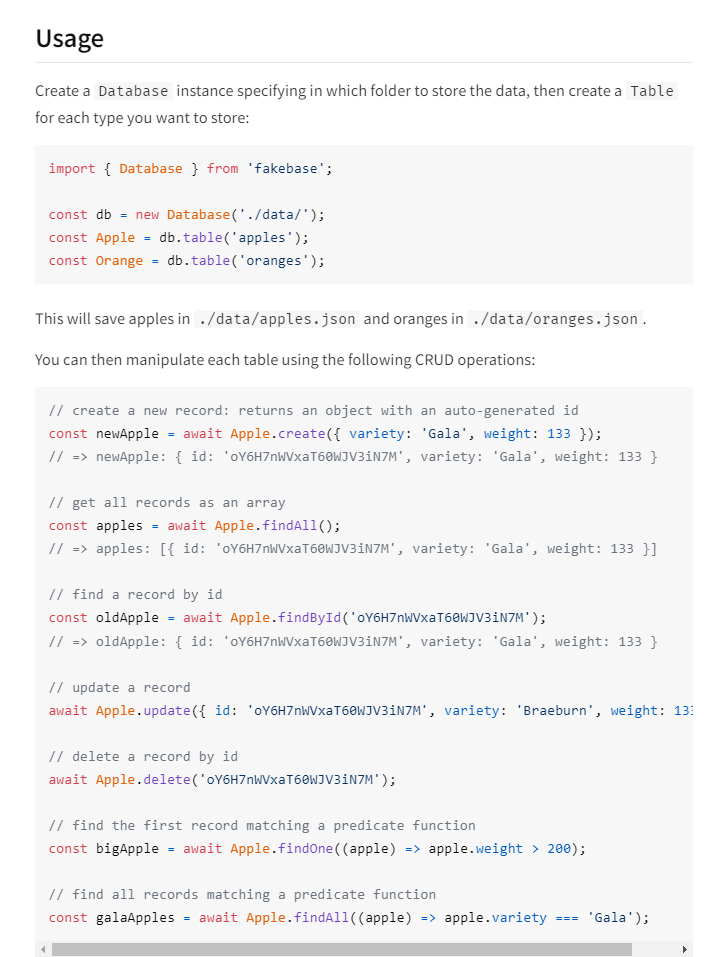 Usage
Create a Database instance specifying in which folder to store the data, then create a Table
for each type you want to store:
import { Database } from 'fakebase';
const db = new Database('./data/');
const Apple = db.table('apples');
const Orange = db.table('oranges');
This will save apples in ./data/apples.json and oranges in ./data/oranges.json.
You can then manipulate each table using the following CRUD operations:
// create a new record: returns an object with an auto-generated id
const newApple = await Apple.create({ variety: 'Gala', weight: 133 });
// => newApple: { id: 'oY6H7nWVxaT60WJV3iN7M', variety: 'Gala', weight: 133 }
// get all records as an array
const apples = await Apple.findAll();
// => apples: [{ id: 'oY6H7nWVxaT60WJV3iN7M', variety: 'Gala', weight: 133 }]
// find a record by id
const oldApple = await Apple.findById('oY6H7nWVxaT60WJV3iN7M');
// => oldApple: { id: 'oY6H7nWVxaT60WJV3iN7M', variety: 'Gala', weight: 133 }
// update a record
await Apple.update({ id: 'oY6H7nWVxaT60WJV3iN7M', variety: 'Braeburn', weight: 133
// delete a record by id
await Apple.delete('oY6H7nWVxaT60WJV3iN7M');
// find the first record matching a predicate function
const bigApple = await Apple.findOne((apple) => apple.weight > 200);
// find all records matching a predicate function
const galaApples = await Apple.findAll((apple) => apple.variety === 'Gala');